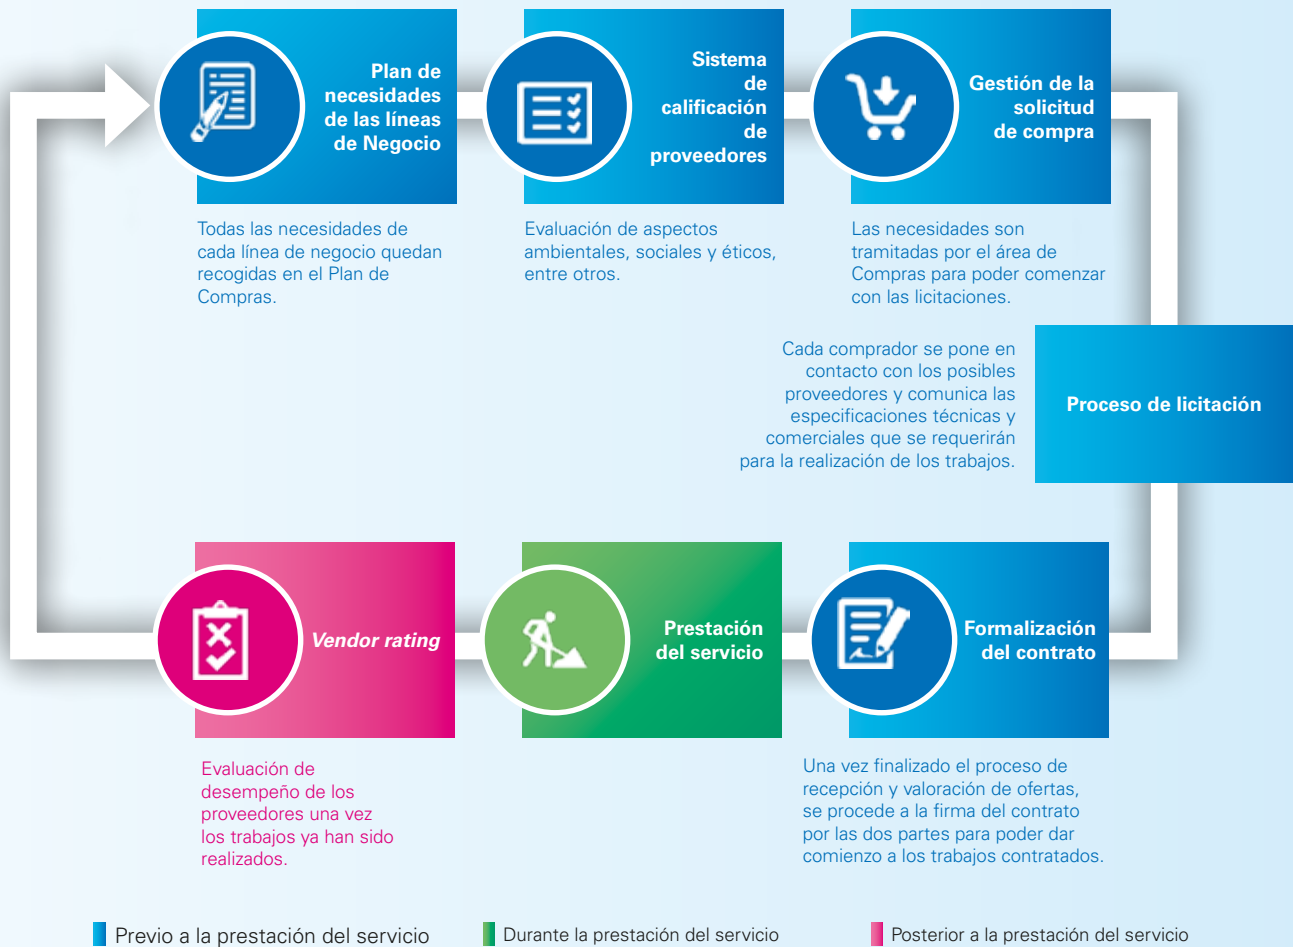 Plan de
necesidades
de las líneas
de Negocio
Todas las necesidades de
cada línea de negocio quedan
recogidas en el Plan de
Compras.
Sistema
de
calificación
de
proveedores
Evaluación de aspectos
ambientales, sociales y éticos,
entre otros.
Gestión de la
solicitud
de compra
Las necesidades son
tramitadas por el área de
Compras para poder comenzar
con las licitaciones.
Proceso de licitación
Cada comprador se pone en
contacto con los posibles
proveedores y comunica las
especificaciones técnicas y
comerciales que se requerirán
para la realización de los trabajos.
Formalización
del contrato
Una vez finalizado el proceso de
recepción y valoración de ofertas,
se procede a la firma del contrato
por las dos partes para poder dar
comienzo a los trabajos contratados.
Prestación
del servicio
Vendor rating
Evaluación de
desempeño de los
proveedores una vez
los trabajos ya han sido
realizados.
Previo a la prestación del servicio
Durante la prestación del servicio
Posterior a la prestación del servicio